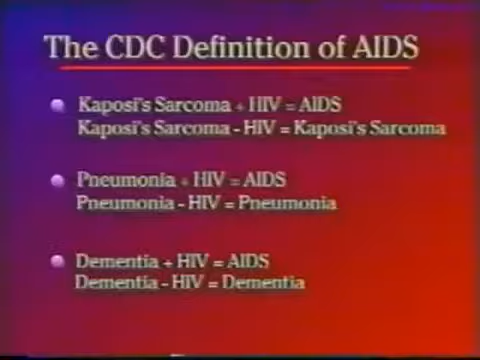 The CDC Definition of AIDS
Kaposi's Sarcoma + HIV = AIDS
Kaposi's Sarcoma - HIV = Kaposi's Sarcoma
Pneumonia + HIV = AIDS
Pneumonia - HIV = Pneumonia
Dementia + HIV = AIDS
Dementia - HIV = Dementia